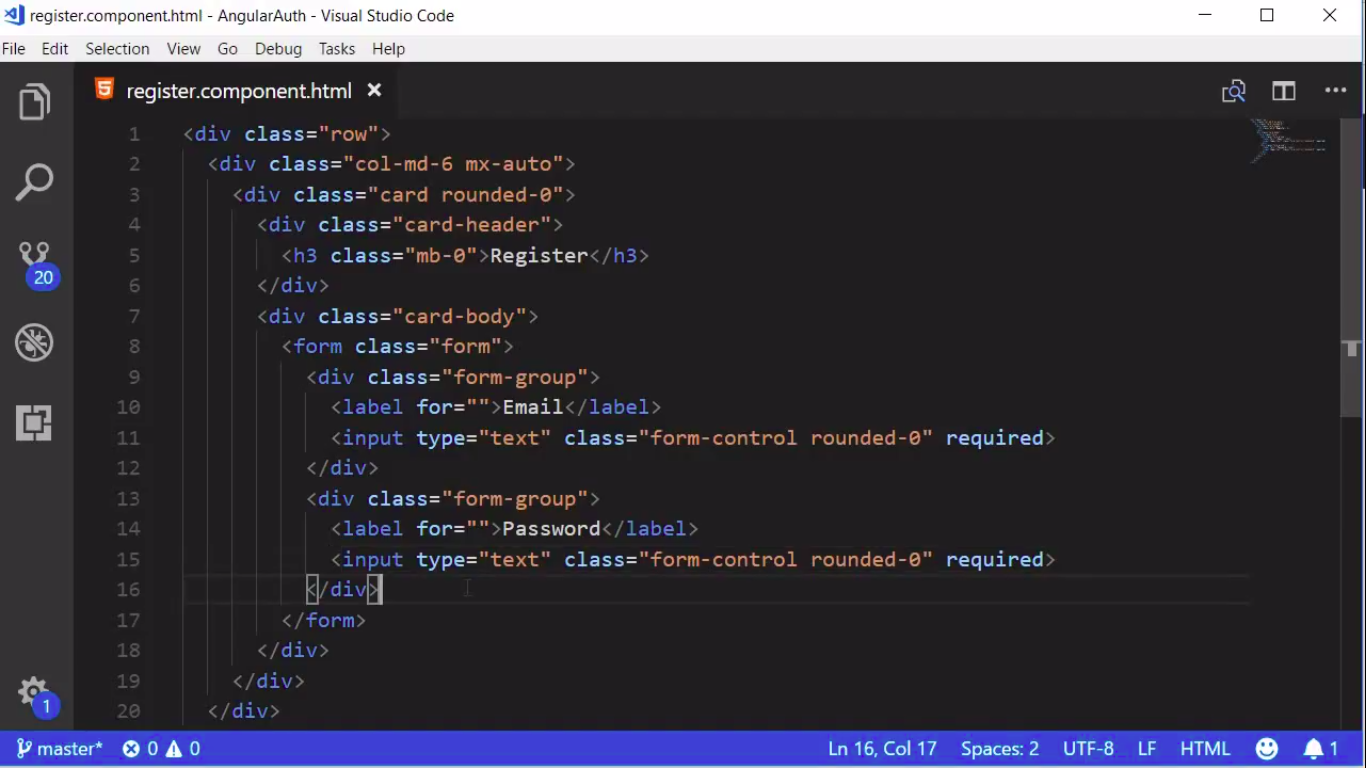 register.component.html - AngularAuth - Visual Studio Code
File Edit Selection View Go Debug Tasks Help
register.component.html
1 <div class="row">
2 <div class="col-md-6 mx-auto">
3 <div class="card rounded-0">
4 <div class="card-header">
5 <h3 class="mb-0">Register</h3>
6 </div>
7 <div class="card-body">
8 <form class="form">
9 <div class="form-group">
10 <label for="">Email</label>
11 <input type="text" class="form-control rounded-0" required>
12 </div>
13 <div class="form-group">
14 <label for="">Password</label>
15 <input type="text" class="form-control rounded-0" required>
16 </div>
17 </form>
18 </div>
19 </div>
20 </div>
20
1
master* 0 0 Ln 16, Col 17 Spaces: 2 UTF-8 LF HTML 1